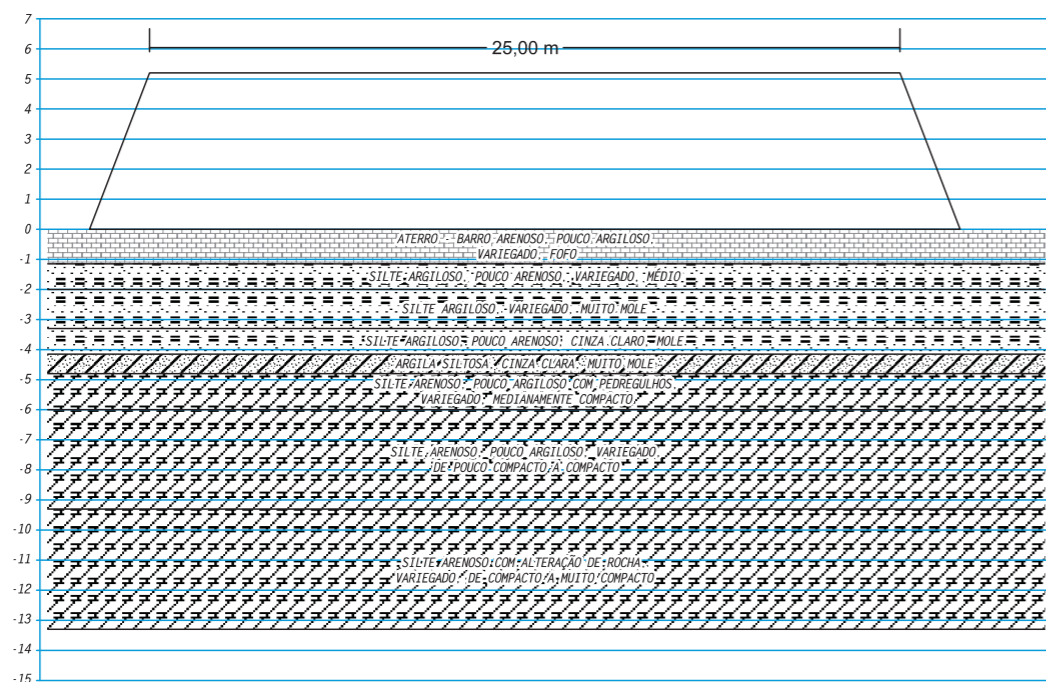 7
6
25,00 m
5
4
3
2
1
0
ATERRO - BARRO ARENOSO. POUCO ARGILOSO.
VARIEGADO. FOFO
-1
SILTE ARGILOSO. POUCO ARENOSO. VARIEGADO. MÉDIO
-2
SILTE ARGILOSO. VARIEGADO. MUITO MOLE
-3
SILTE ARGILOSO. POUCO ARENOSO. CINZA CLARO. MOLE
-4
ARGILA SILTOSA. CINZA CLARA. MUITO MOLE
-5
SILTE ARENOSO. POUCO ARGILOSO COM PEDREGULHOS.
VARIEGADO. MEDIANAMENTE COMPACTO
-6
-7
SILTE ARENOSO. POUCO ARGILOSO. VARIEGADO.
DE POUCO COMPACTO A COMPACTO
-8
-9
-10
-11
SILTE ARENOSO COM ALTERAÇÃO DE ROCHA.
VARIEGADO. DE COMPACTO A MUITO COMPACTO
-12
-13
-14
-15